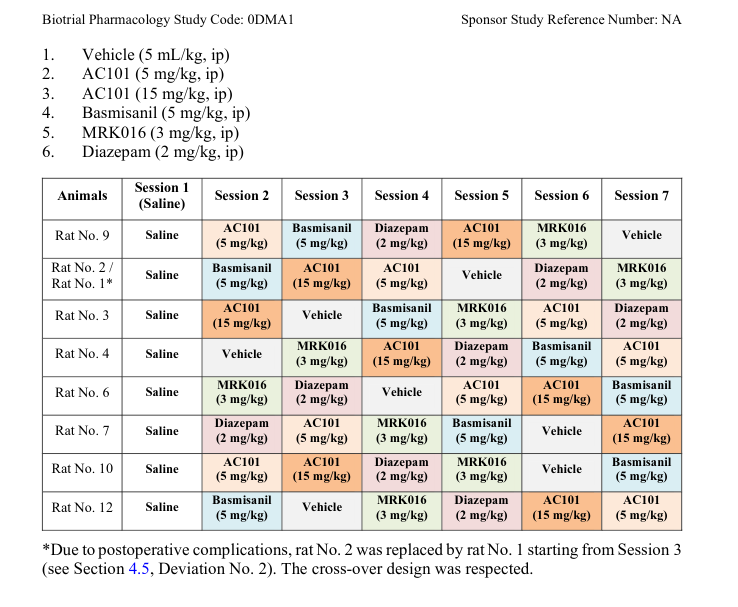 Biotrial Pharmacology Study Code: 0DMA1 Sponsor Study Reference Number: NA
1. Vehicle (5 mL/kg, ip)
2. AC101 (5 mg/kg, ip)
3. AC101 (15 mg/kg, ip)
4. Basmisanil (5 mg/kg, ip)
5. MRK016 (3 mg/kg, ip)
6. Diazepam (2 mg/kg, ip)
Animals Session 1 (Saline) Session 2 Session 3 Session 4 Session 5 Session 6 Session 7
Rat No. 9 Saline AC101 (5 mg/kg) Basmisanil (5 mg/kg) Diazepam (2 mg/kg) AC101 (15 mg/kg) MRK016 (3 mg/kg) Vehicle
Rat No. 2 / Rat No. 1* Saline Basmisanil (5 mg/kg) AC101 (15 mg/kg) AC101 (5 mg/kg) Vehicle Diazepam (2 mg/kg) MRK016 (3 mg/kg)
Rat No. 3 Saline AC101 (15 mg/kg) Vehicle Basmisanil (5 mg/kg) MRK016 (3 mg/kg) AC101 (5 mg/kg) Diazepam (2 mg/kg)
Rat No. 4 Saline Vehicle MRK016 (3 mg/kg) AC101 (15 mg/kg) Diazepam (2 mg/kg) Basmisanil (5 mg/kg) AC101 (5 mg/kg)
Rat No. 6 Saline MRK016 (3 mg/kg) Diazepam (2 mg/kg) Vehicle AC101 (5 mg/kg) AC101 (15 mg/kg) Basmisanil (5 mg/kg)
Rat No. 7 Saline Diazepam (2 mg/kg) AC101 (5 mg/kg) MRK016 (3 mg/kg) Basmisanil (5 mg/kg) Vehicle AC101 (15 mg/kg)
Rat No. 10 Saline AC101 (5 mg/kg) AC101 (15 mg/kg) Diazepam (2 mg/kg) MRK016 (3 mg/kg) Vehicle Basmisanil (5 mg/kg)
Rat No. 12 Saline Basmisanil (5 mg/kg) Vehicle MRK016 (3 mg/kg) Diazepam (2 mg/kg) AC101 (15 mg/kg) AC101 (5 mg/kg)
*Due to postoperative complications, rat No. 2 was replaced by rat No. 1 starting from Session 3
(see Section 4.5, Deviation No. 2). The cross-over design was respected.